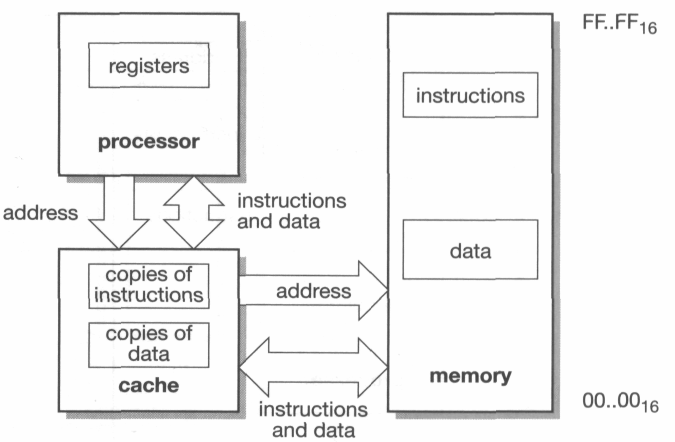 registers
processor
address
instructions
and data
copies of
instructions
copies of
data
cache
address
instructions
and data
instructions
data
memory
FF..FF16
00..0016